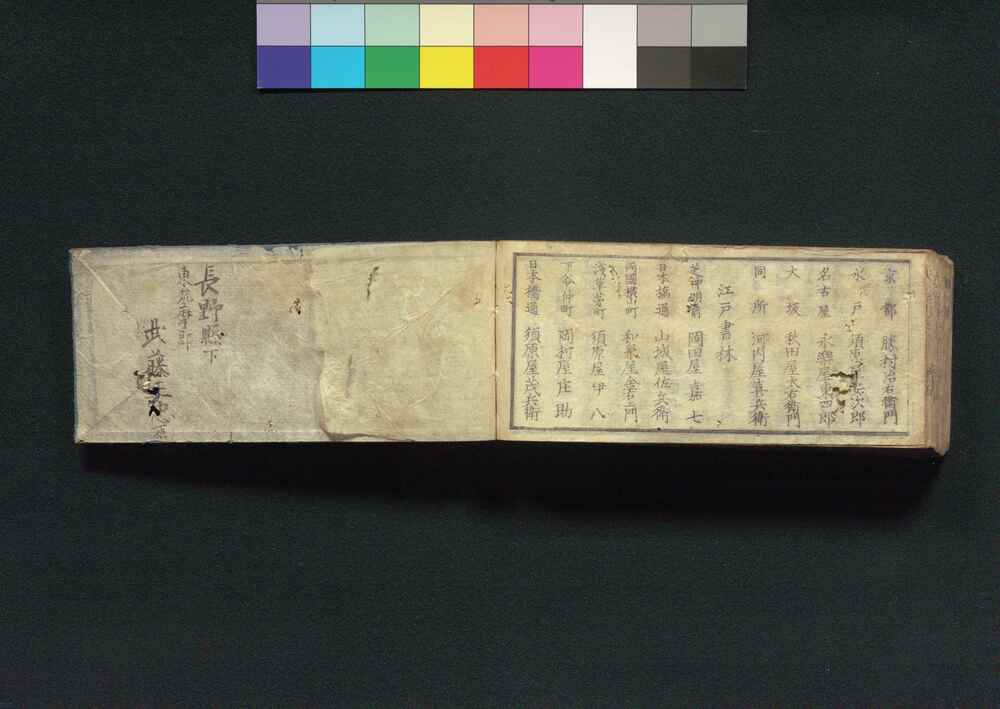 京都 勝村治右衛門
水戸 須原屋安次郎
名古屋 永樂屋東四郎
大坂 秋田屋太右衛門
同所 河内屋喜兵衛
江戸書林
芝神明前 岡田屋嘉七
日本橋通 山城屋佐兵衛
両國横山町 和泉屋金右衛門
浅草茅町 須原屋伊八
下谷仲町 岡村屋庄助
日本橋通 須原屋茂兵衛
長野縣下
東筑摩郡
武藤